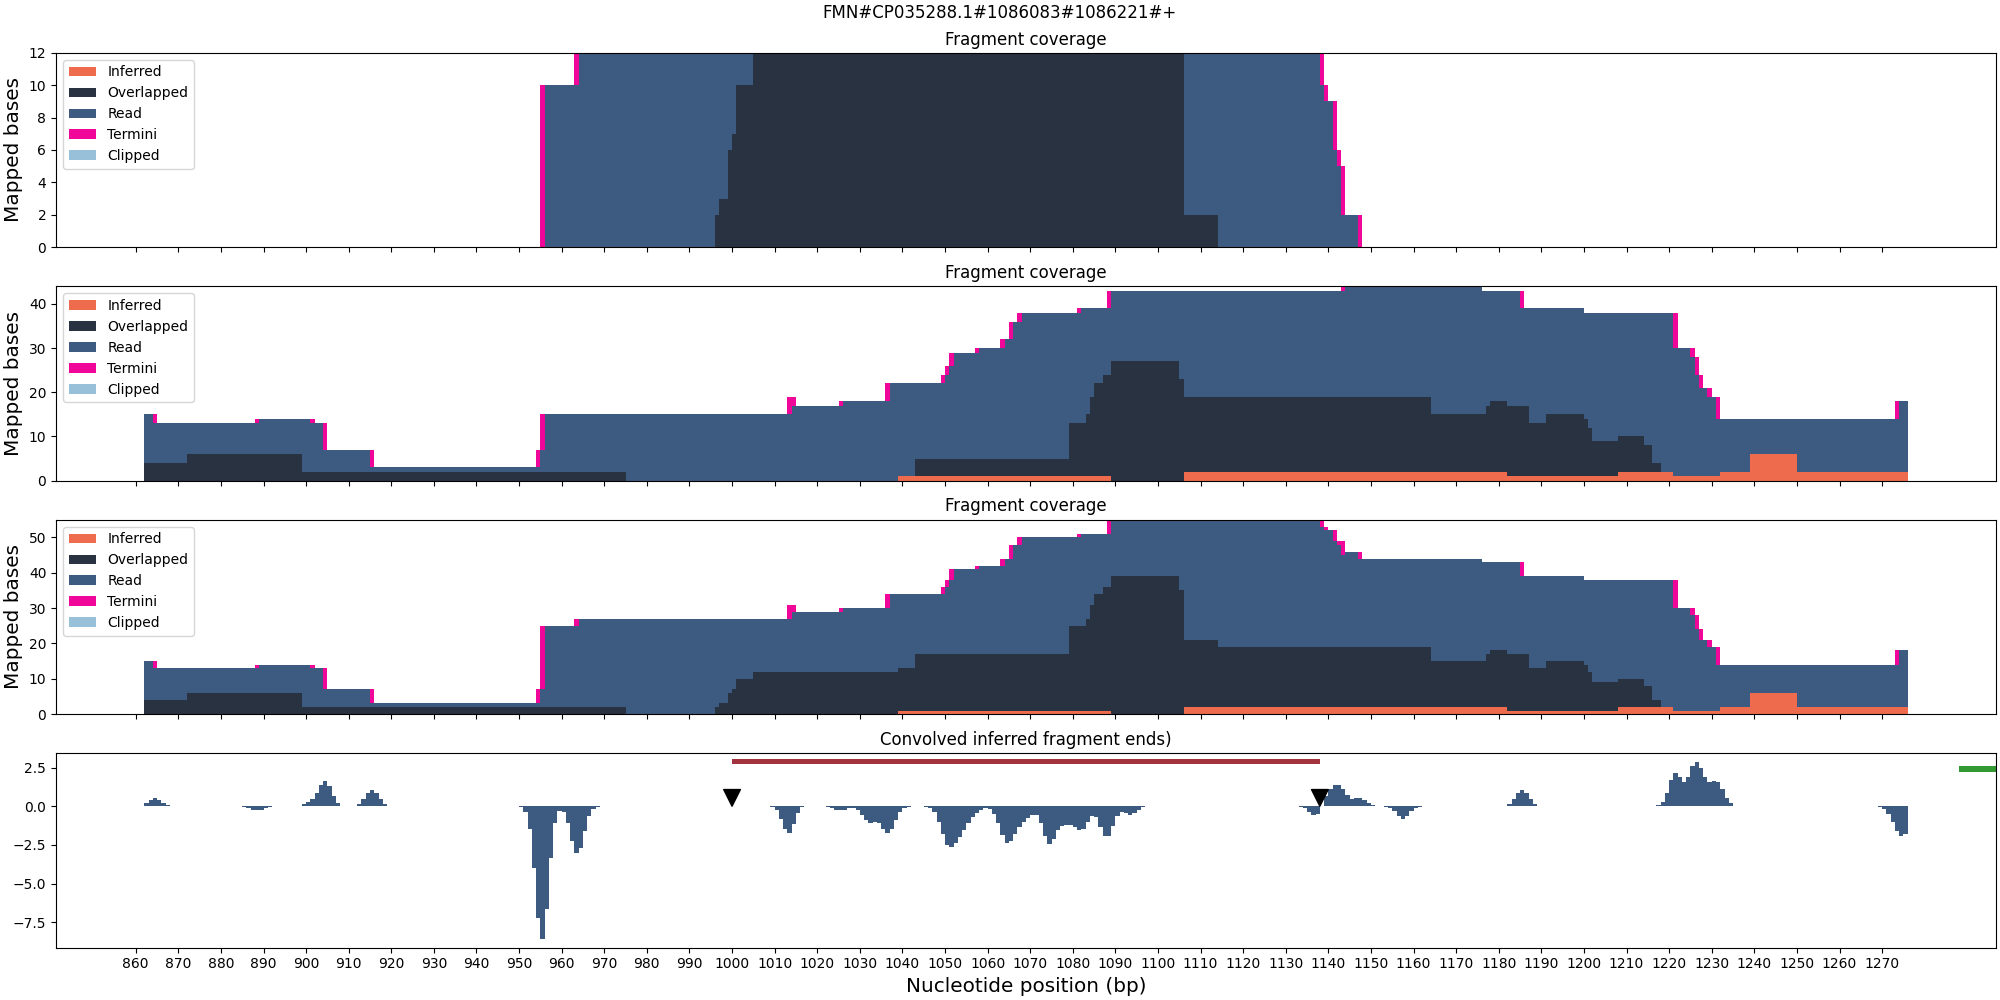 FMN#CP035288.1#1086083#1086221#+
Fragment coverage
Mapped bases
12
10
8
6
4
2
0
Inferred
Overlapped
Read
Termini
Clipped
Fragment coverage
Mapped bases
40
30
20
10
0
Inferred
Overlapped
Read
Termini
Clipped
Fragment coverage
Mapped bases
50
40
30
20
10
0
Inferred
Overlapped
Read
Termini
Clipped
Convolved inferred fragment ends)
2.5
0.0
−2.5
−5.0
−7.5
860 870 880 890 900 910 920 930 940 950 960 970 980 990 1000 1010 1020 1030 1040 1050 1060 1070 1080 1090 1100 1110 1120 1130 1140 1150 1160 1170 1180 1190 1200 1210 1220 1230 1240 1250 1260 1270
Nucleotide position (bp)